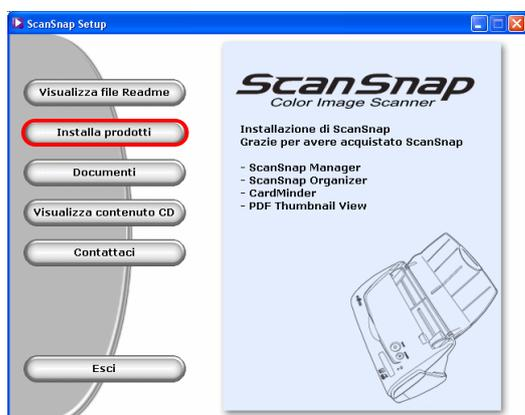 ScanSnap Setup
Visualizza file Readme
Installa prodotti
Documenti
Visualizza contenuto CD
Contattaci
Esci
ScanSnap
Color Image Scanner
Installazione di ScanSnap
Grazie per avere acquistato ScanSnap
- ScanSnap Manager
- ScanSnap Organizer
- CardMinder
- PDF Thumbnail View